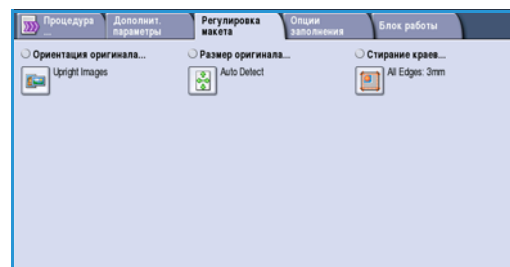 Процедура
...
Дополнит.
параметры
Регулировка
макета
Опции
заполнения
Блок работы
Ориентация оригинала...
Upright Images
Размер оригинала...
Auto Detect
Стирание краев...
All Edges: 3mm